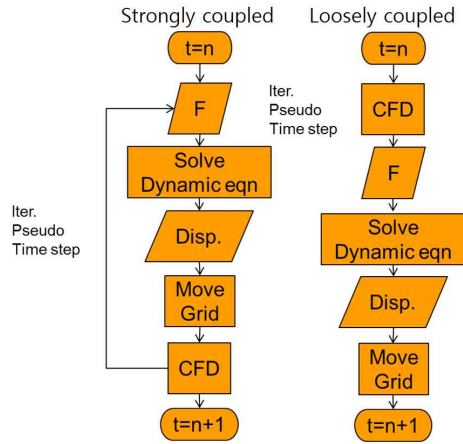 Strongly coupled
t=n
F
Solve
Dynamic eqn
Disp.
Move
Grid
CFD
t=n+1
Iter.
Pseudo
Time step
Loosely coupled
t=n
Iter.
Pseudo
Time step
CFD
F
Solve
Dynamic eqn
Disp.
Move
Grid
t=n+1